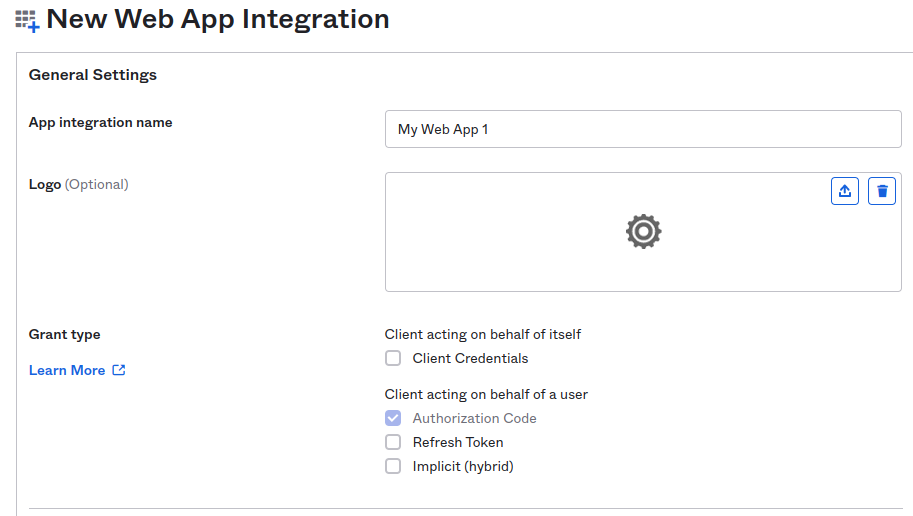 New Web App Integration
General Settings
App integration name
My Web App 1
Logo (Optional)
Grant type
Learn More
Client acting on behalf of itself
Client Credentials
Client acting on behalf of a user
Authorization Code
Refresh Token
Implicit (hybrid)